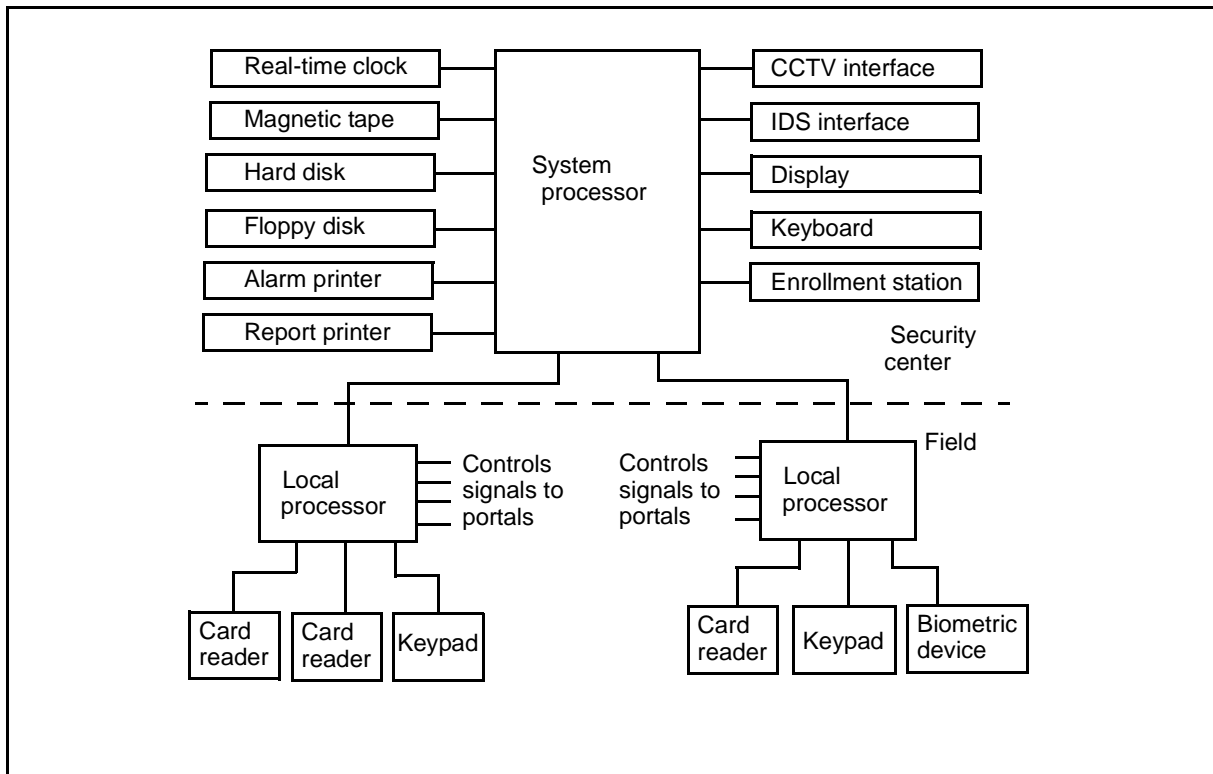 Real-time clock
Magnetic tape
Hard disk
Floppy disk
Alarm printer
Report printer
System
processor
CCTV interface
IDS interface
Display
Keyboard
Enrollment station
Security
center
Field
Local
processor
Controls
signals to
portals
Controls
signals to
portals
Local
processor
Card
reader
Card
reader
Keypad
Card
reader
Keypad
Biometric
device